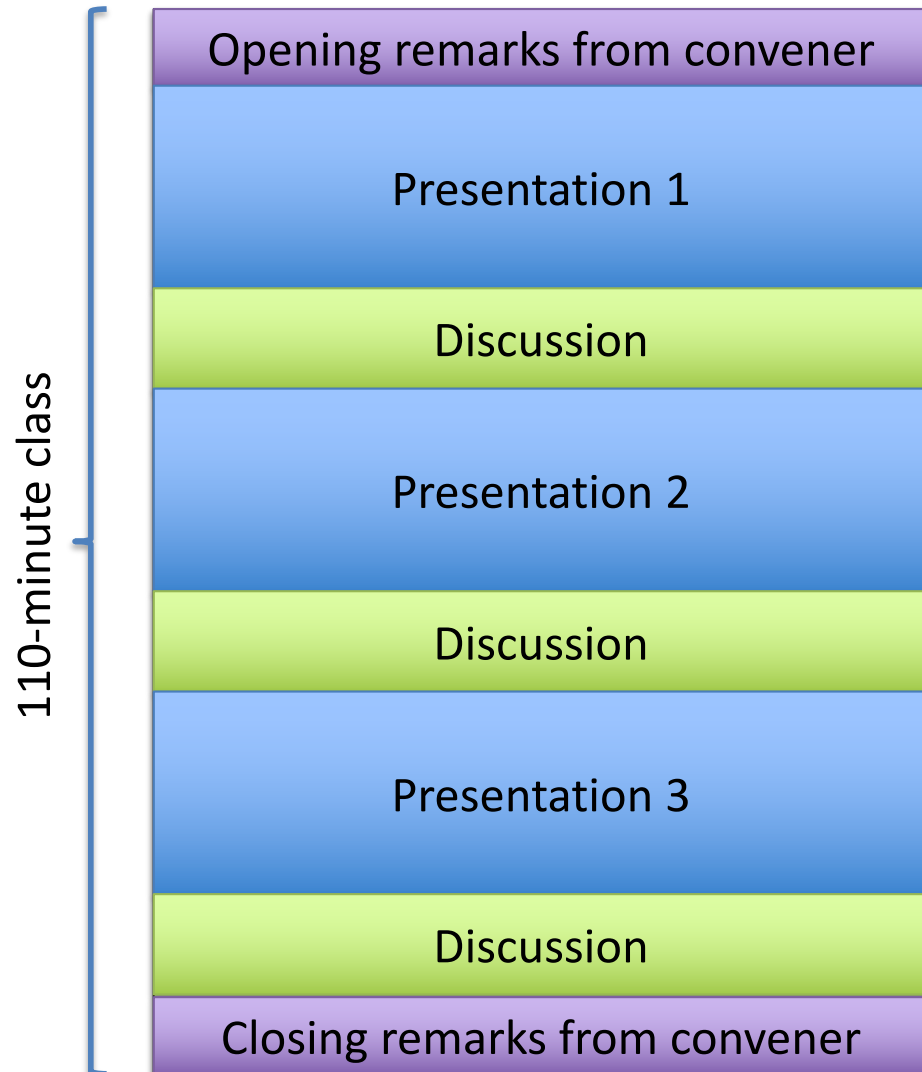 Opening remarks from convener
Presentation 1
Discussion
Presentation 2
Discussion
Presentation 3
Discussion
Closing remarks from convener
110-minute class